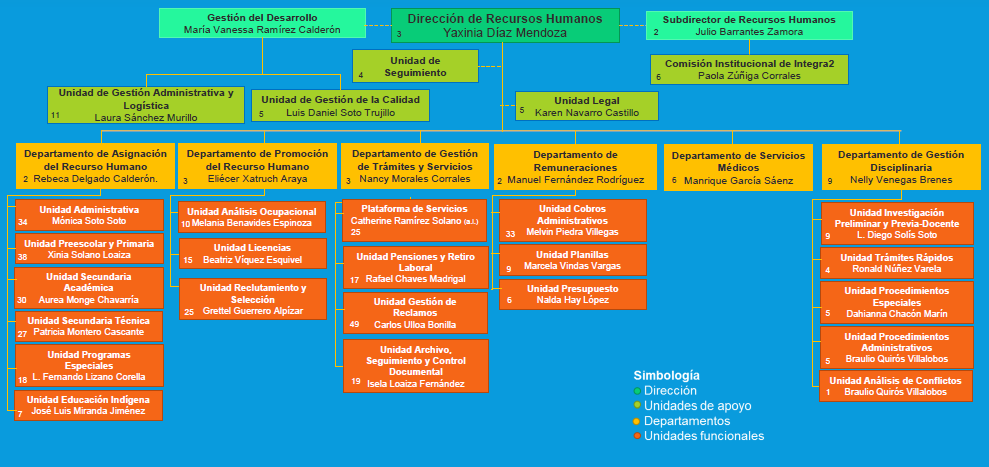 Gestión del Desarrollo
María Vanessa Ramírez Calderón
Dirección de Recursos Humanos
Yaxinia Díaz Mendoza
3
Subdirector de Recursos Humanos
Julio Barrantes Zamora
2
Unidad de
Seguimiento
4
Comisión Institucional de Integra2
Paola Zúñiga Corrales
6
Unidad de Gestión Administrativa y
Logística
Laura Sánchez Murillo
11
Unidad de Gestión de la Calidad
Luis Daniel Soto Trujillo
5
Unidad Legal
Karen Navarro Castillo
5
Departamento de Asignación
del Recurso Humano
2 Rebeca Delgado Calderón.
Departamento de Promoción
del Recurso Humano
3 Eliécer Xatruch Araya
Departamento de Gestión
de Trámites y Servicios
3 Nancy Morales Corrales
Departamento de
Remuneraciones
2 Manuel Fernández Rodríguez
Departamento de Servicios
Médicos
6 Manrique García Sáenz
Departamento de Gestión
Disciplinaria
9 Nelly Venegas Brenes
Unidad Administrativa
Mónica Soto Soto
34
Unidad Preescolar y Primaria
Xinia Solano Loaiza
38
Unidad Secundaria
Académica
30 Aurea Monge Chavarría
Unidad Secundaria Técnica
Patricia Montero Cascante
27
Unidad Programas
Especiales
18 L. Fernando Lizano Corella
Unidad Educación Indígena
José Luis Miranda Jiménez
7
Unidad Análisis Ocupacional
10 Melania Benavides Espinoza
Unidad Licencias
15 Beatriz Víquez Esquivel
Unidad Reclutamiento y
Selección
25 Grettel Guerrero Alpízar
Plataforma de Servicios
Catherine Ramírez Solano (a.i.)
25
Unidad Pensiones y Retiro
Laboral
17 Rafael Chaves Madrigal
Unidad Gestión de
Reclamos
49 Carlos Ulloa Bonilla
Unidad Archivo,
Seguimiento y Control
Documental
19 Isela Loaiza Fernández
Unidad Cobros
Administrativos
33 Melvin Piedra Villegas
Unidad Planillas
9 Marcela Vindas Vargas
Unidad Presupuesto
6 Nalda Hay López
Unidad Investigación
Preliminar y Previa-Docente
9 L. Diego Solís Soto
Unidad Trámites Rápidos
4 Ronald Núñez Varela
Unidad Procedimientos
Especiales
5 Dahianna Chacón Marín
Unidad Procedimientos
Administrativos
5 Braulio Quirós Villalobos
Unidad Análisis de Conflictos
1 Braulio Quirós Villalobos
Simbología
Dirección
Unidades de apoyo
Departamentos
Unidades funcionales